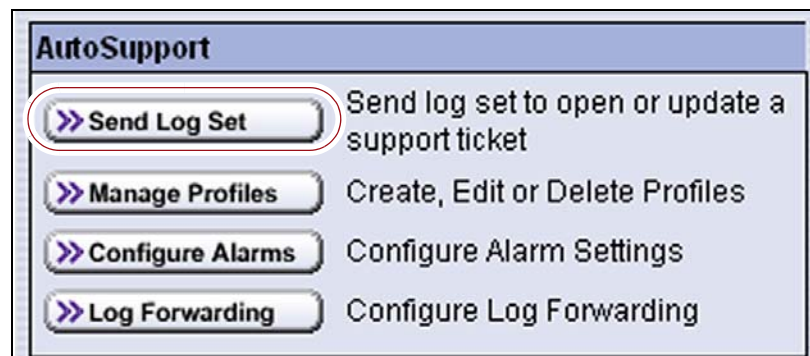 AutoSupport
Send Log Set
Send log set to open or update a
support ticket
Manage Profiles
Create, Edit or Delete Profiles
Configure Alarms
Configure Alarm Settings
Log Forwarding
Configure Log Forwarding